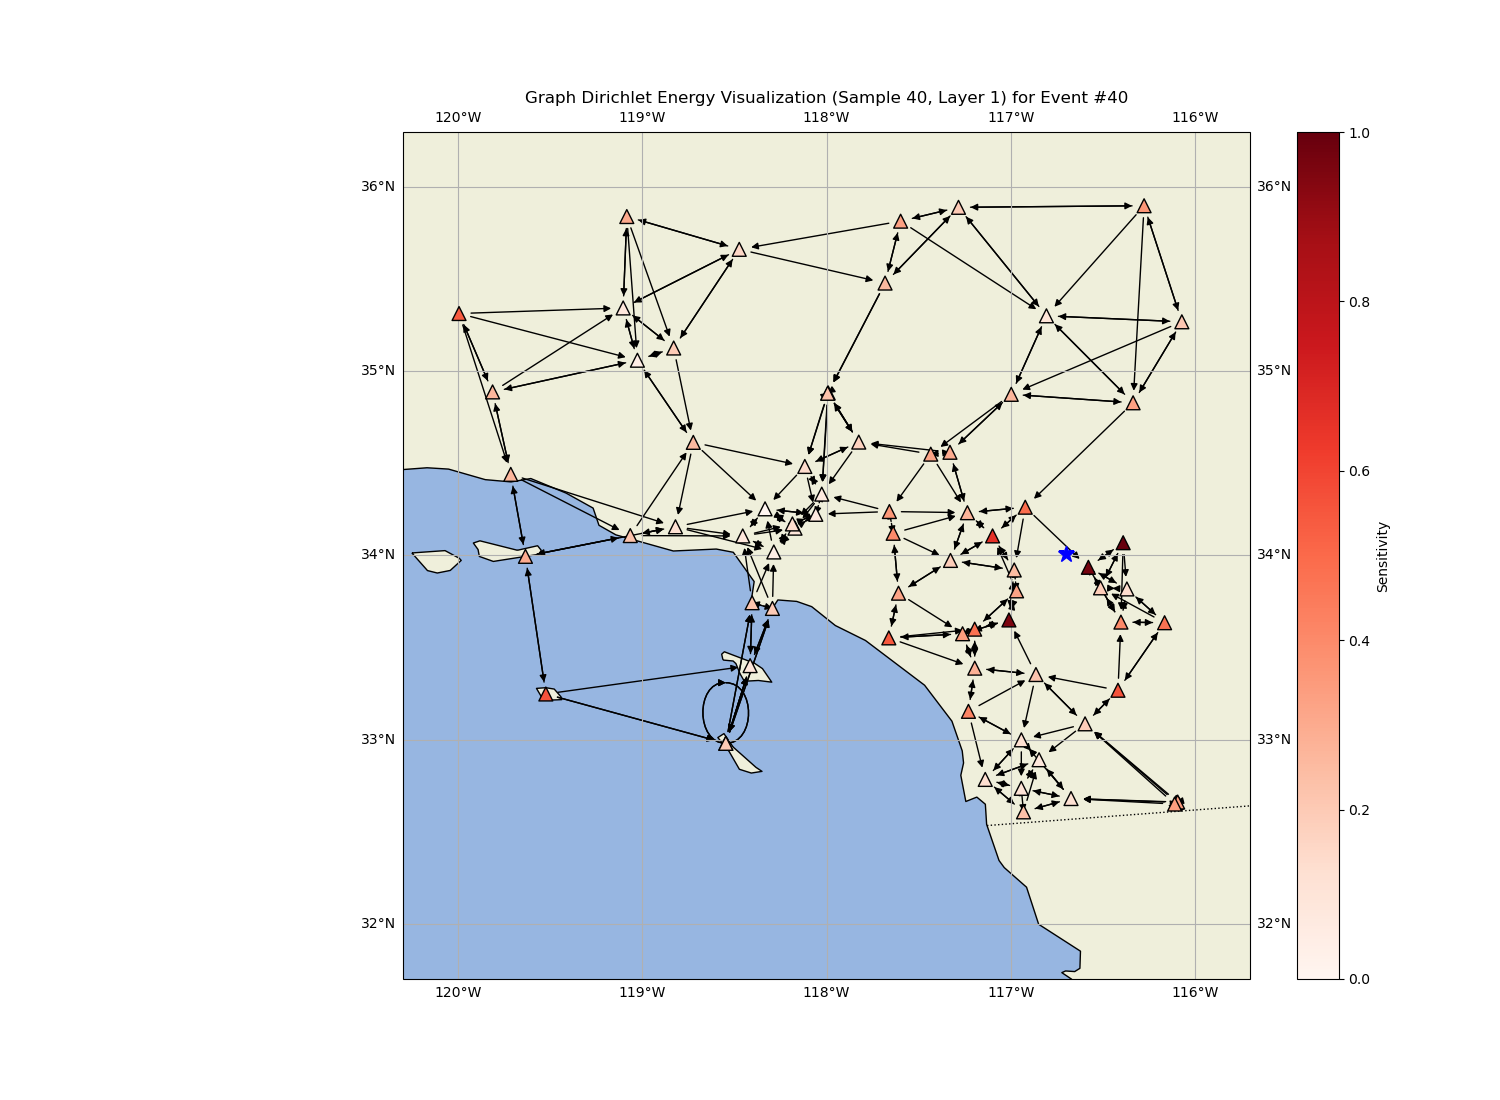 Graph Dirichlet Energy Visualization (Sample 40, Layer 1) for Event #40
120°W 119°W 118°W 117°W 116°W
36°N 36°N
35°N 35°N
34°N 34°N
33°N 33°N
32°N 32°N
120°W 119°W 118°W 117°W 116°W
1.0
0.8
0.6
0.4
0.2
0.0
Sensitivity